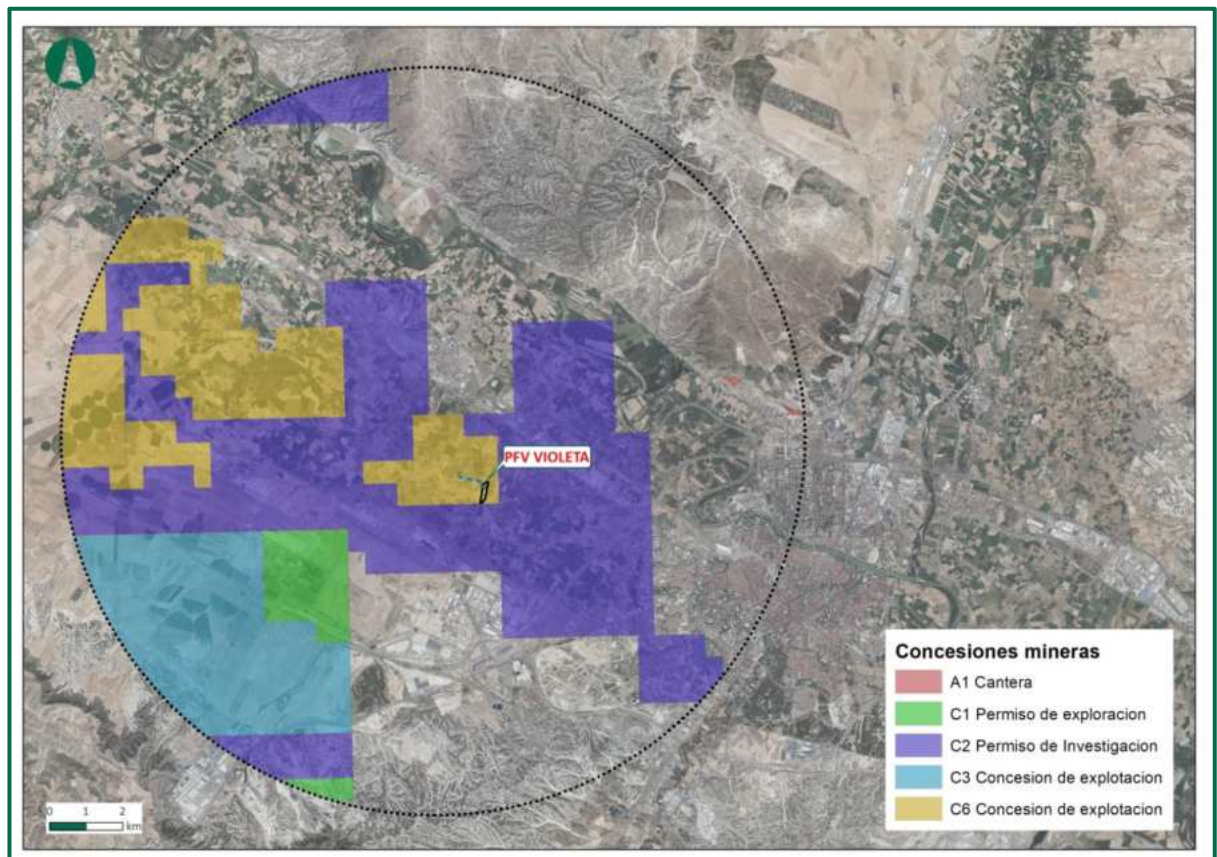 PFV VIOLETA
Concesiones mineras
A1 Cantera
C1 Permiso de exploracion
C2 Permiso de Investigacion
C3 Concesion de explotacion
C6 Concesion de explotacion
0 1 2
km